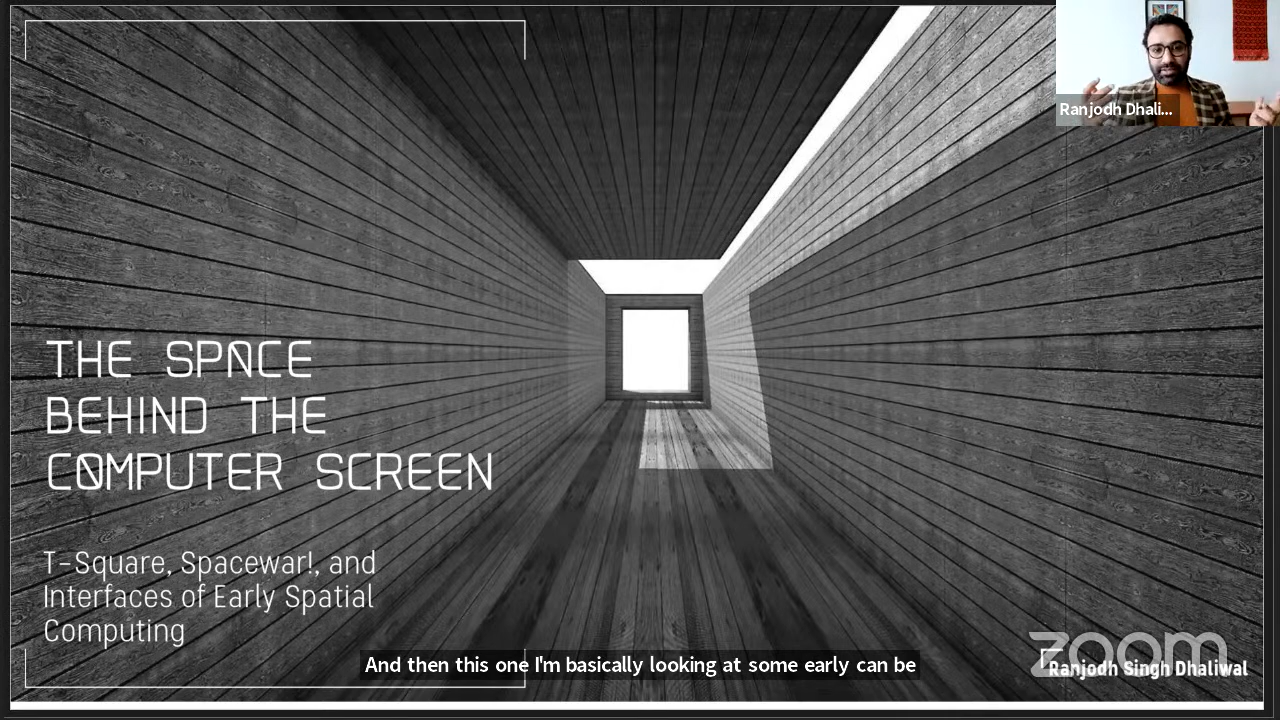 Ranjodh Dhali...
THE SPACE
BEHIND THE
COMPUTER SCREEN
T-Square, Spacewar!, and
Interfaces of Early Spatial
Computing
And then this one I'm basically looking at some early can be
zoom
Ranjodh Singh Dhaliwal